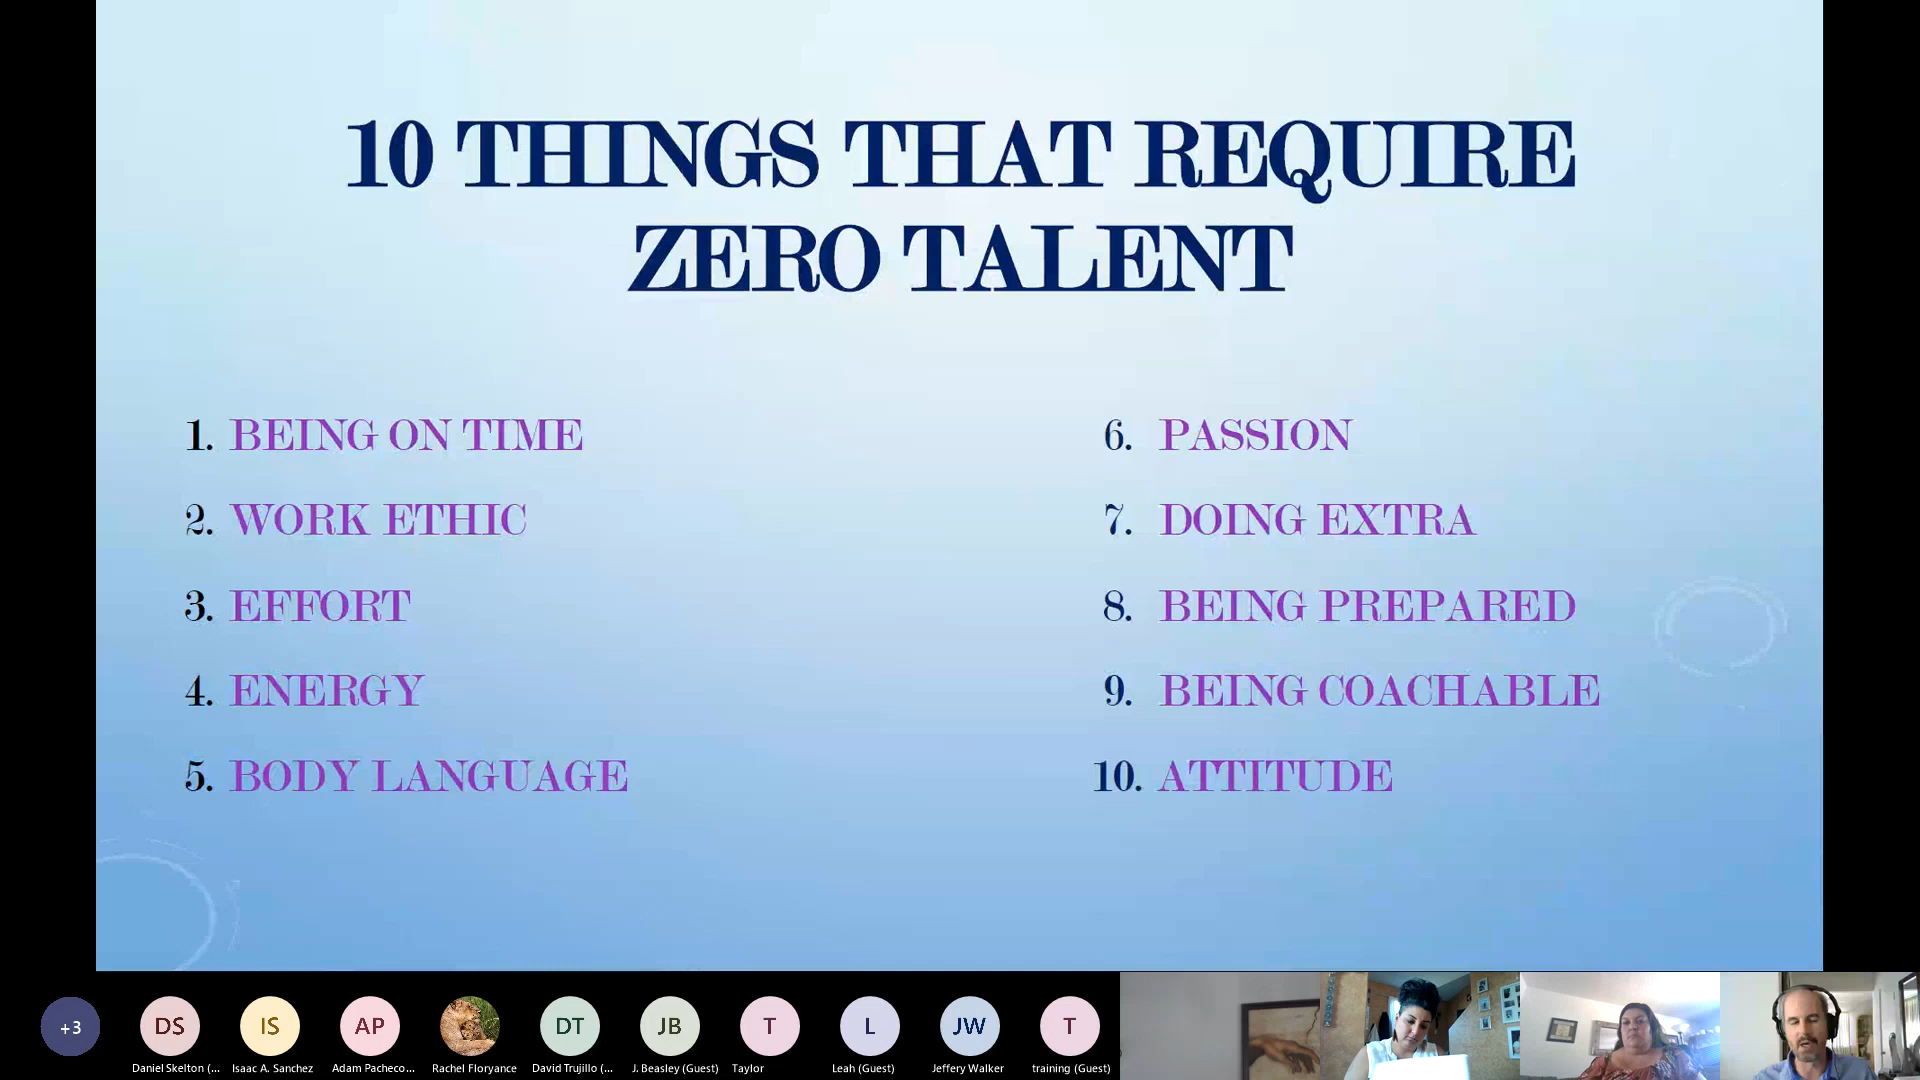 10 THINGS THAT REQUIRE
ZERO TALENT
1. BEING ON TIME
2. WORK ETHIC
3. EFFORT
4. ENERGY
5. BODY LANGUAGE
6. PASSION
7. DOING EXTRA
8. BEING PREPARED
9. BEING COACHABLE
10. ATTITUDE
+3
DS
IS
AP
DT
JB
T
L
JW
T
Daniel Skelton (...
Isaac A. Sanchez
Adam Pacheco...
Rachel Floryance
David Trujillo (...
J. Beasley (Guest)
Taylor
Leah (Guest)
Jeffery Walker
training (Guest)